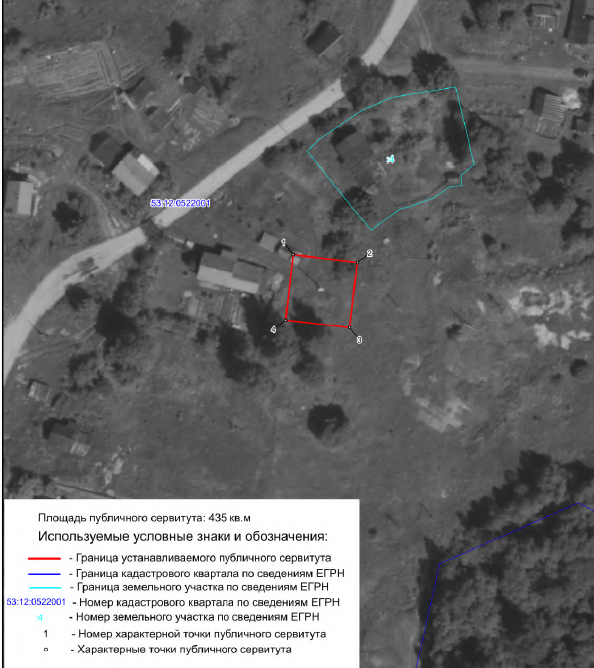 :4
53:12:0522001
1
2
4
3
Площадь публичного сервитута: 435 кв.м
Используемые условные знаки и обозначения:
- Граница устанавливаемого публичного сервитута
- Граница кадастрового квартала по сведениям ЕГРН
- Граница земельного участка по сведениям ЕГРН
53:12:0522001 - Номер кадастрового квартала по сведениям ЕГРН
:4 - Номер земельного участка по сведениям ЕГРН
1 - Номер характерной точки публичного сервитута
- Характерные точки публичного сервитута